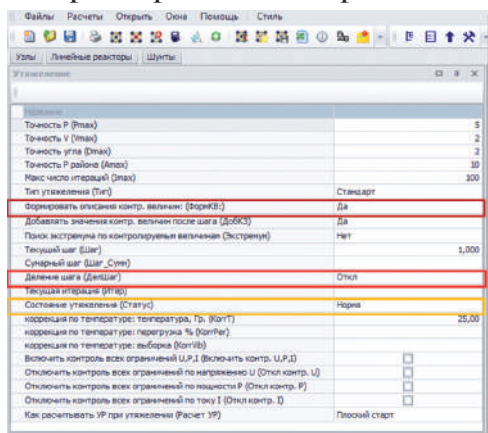 Файлы Расчеты Открыть Окна Помощь Стиль
Узлы Линейные реакторы Шунты
Утяжеление
Название
Точность P (Pmax) 5
Точность V (Vmax) 2
Точность угла (Dmax) 2
Точность P района (Amax) 10
Макс число итераций (Imax) 100
Тип утяжеления (Тип) Стандарт
Формировать описания контр. величин: (ФормКВ:) Да
Добавлять значения контр. величин после шага (ДобКЗ) Да
Поиск экстремума по контролируемым величинам (Экстремум) Нет
Текущий шаг (Шаг) 1,000
Сумарный шаг (Шаг_Сумм)
Деление шага (ДелШаг) Откл
Текущая итерация (Итер)
Состояние утяжеления (Статус) Норма
коррекция по температуре: температура, Гр. (KorrT) 25,00
коррекция по температуре: перегрузка % (KorrPer)
коррекция по температуре: выборка (KorrVib)
Включить контроль всех ограничений U,P,I (Включить контр. U,P,I)
Отключить контроль всех ограничений по напряжению U (Откл контр. U)
Отключить контроль всех ограничений по мощности P (Откл контр. P)
Отключить контроль всех ограничений по току I (Откл контр. I)
Как расчитывать УР при утяжелении (Расчет УР) Плоский старт